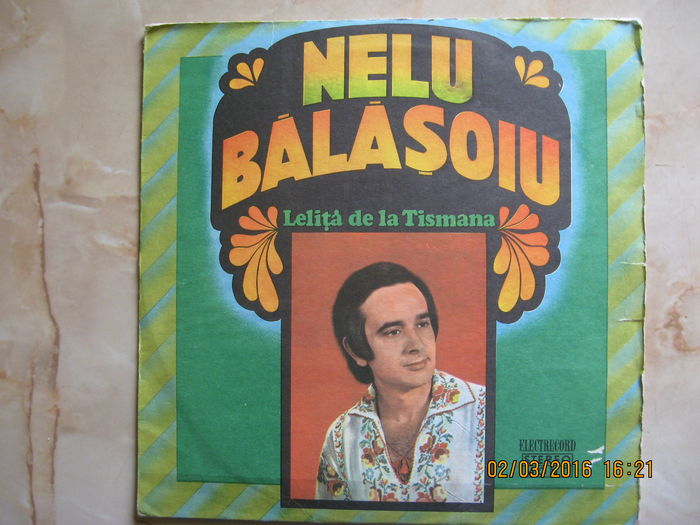 NELU
BĂLĂȘOIU
Leliță de la Tismana
ELECTRECORD
STEREO
02/03/2016 16:21